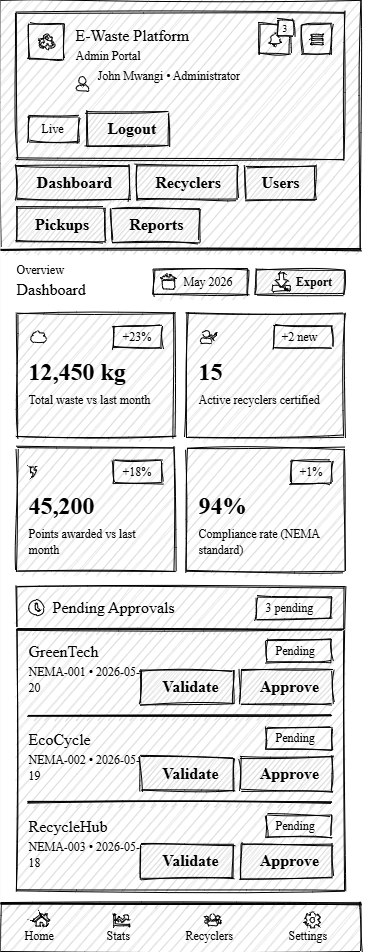 E-Waste Platform
3
Admin Portal
John Mwangi • Administrator
Live
Logout
Dashboard
Recyclers
Users
Pickups
Reports
Overview
Dashboard
May 2026
Export
+23%
12,450 kg
Total waste vs last month
+2 new
15
Active recyclers certified
+18%
45,200
Points awarded vs last
month
+1%
94%
Compliance rate (NEMA
standard)
Pending Approvals
3 pending
GreenTech
Pending
NEMA-001 • 2026-05-
20
Validate
Approve
EcoCycle
Pending
NEMA-002 • 2026-05-
19
Validate
Approve
RecycleHub
Pending
NEMA-003 • 2026-05-
18
Validate
Approve
Home
Stats
Recyclers
Settings